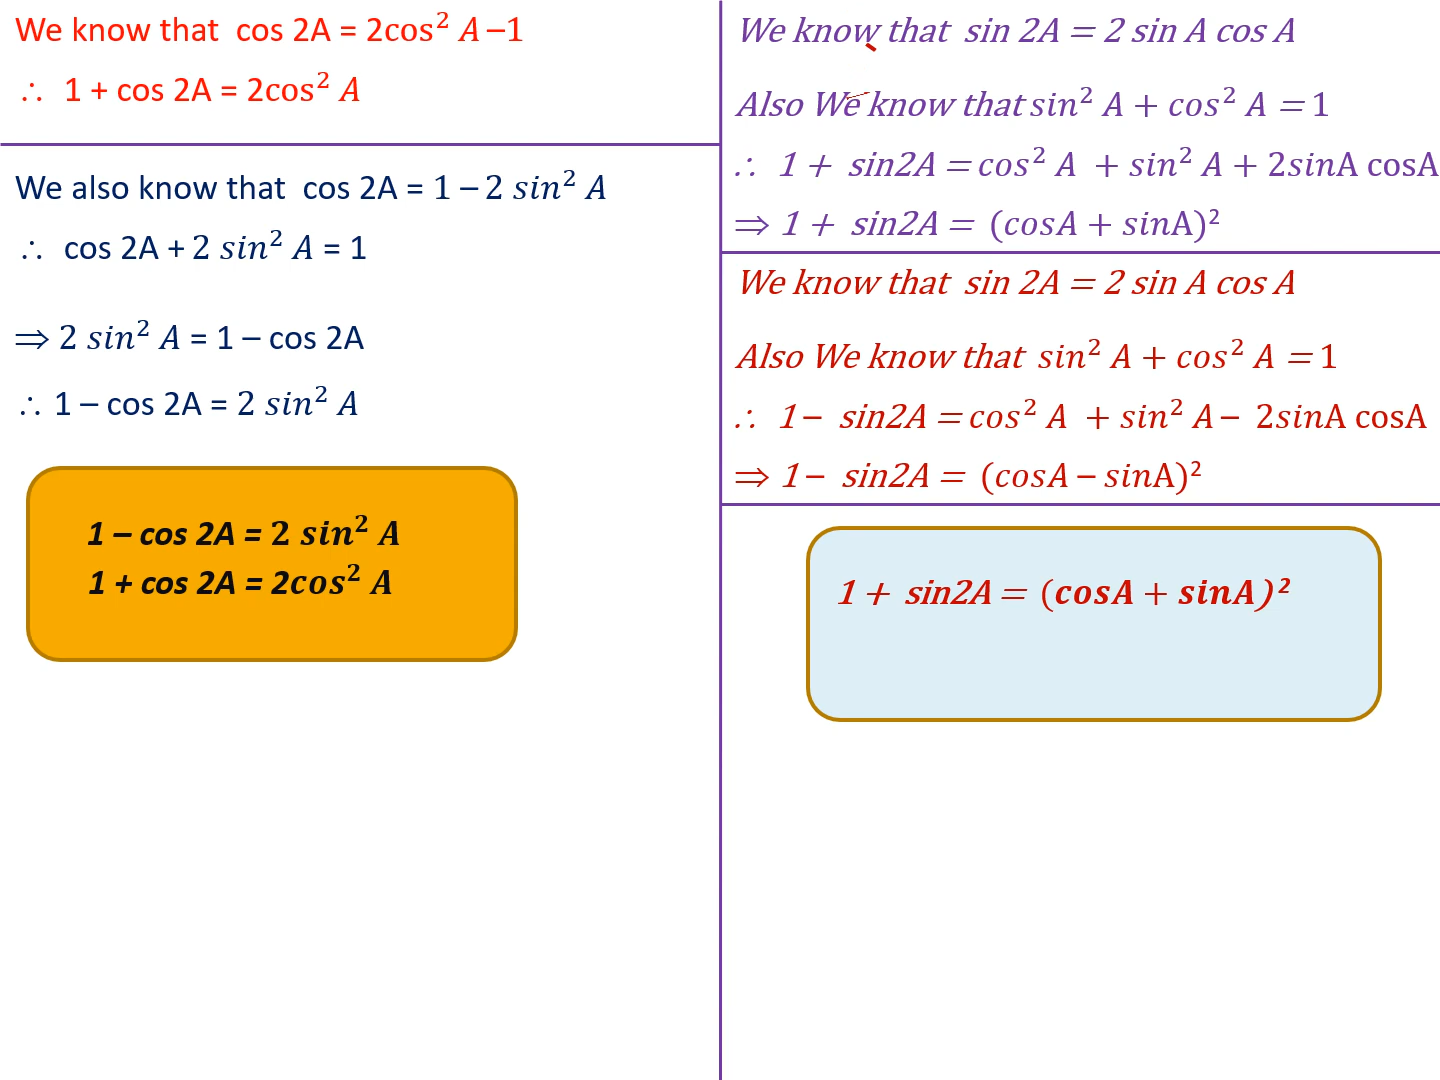 We know that cos 2A = 2cos² A –1
∴ 1 + cos 2A = 2cos² A
We also know that cos 2A = 1 – 2 sin² A
∴ cos 2A + 2 sin² A = 1
⇒ 2 sin² A = 1 – cos 2A
∴ 1 – cos 2A = 2 sin² A
1 – cos 2A = 2 sin² A
1 + cos 2A = 2cos² A
We know that sin 2A = 2 sin A cos A
Also We know that sin² A + cos² A = 1
∴ 1 + sin2A = cos² A + sin² A + 2sinA cosA
⇒ 1 + sin2A = (cosA + sinA)²
We know that sin 2A = 2 sin A cos A
Also We know that sin² A + cos² A = 1
∴ 1 – sin2A = cos² A + sin² A – 2sinA cosA
⇒ 1 – sin2A = (cosA – sinA)²
1 + sin2A = (cosA + sinA)²